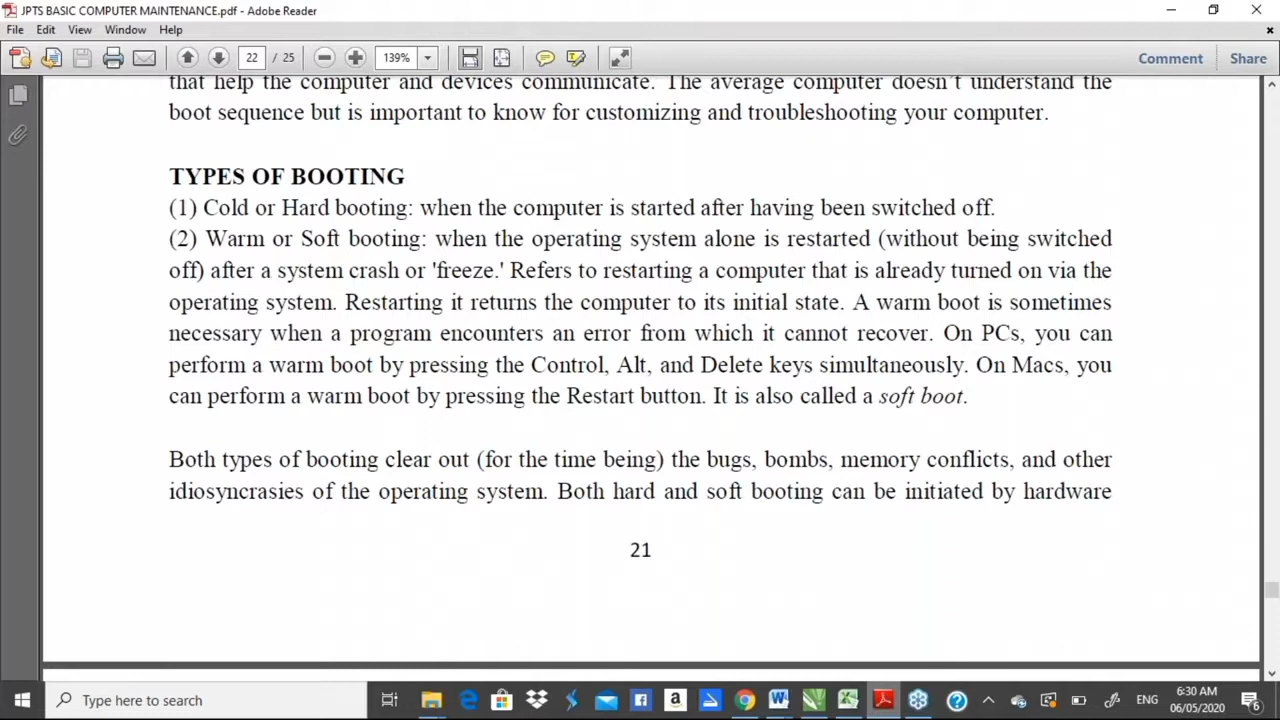 JPTS BASIC COMPUTER MAINTENANCE.pdf - Adobe Reader
File Edit View Window Help
22 / 25 139% Comment Share
that help the computer and devices communicate. The average computer doesn't understand the
boot sequence but is important to know for customizing and troubleshooting your computer.
TYPES OF BOOTING
(1) Cold or Hard booting: when the computer is started after having been switched off.
(2) Warm or Soft booting: when the operating system alone is restarted (without being switched
off) after a system crash or 'freeze.' Refers to restarting a computer that is already turned on via the
operating system. Restarting it returns the computer to its initial state. A warm boot is sometimes
necessary when a program encounters an error from which it cannot recover. On PCs, you can
perform a warm boot by pressing the Control, Alt, and Delete keys simultaneously. On Macs, you
can perform a warm boot by pressing the Restart button. It is also called a soft boot.
Both types of booting clear out (for the time being) the bugs, bombs, memory conflicts, and other
idiosyncrasies of the operating system. Both hard and soft booting can be initiated by hardware
21
Type here to search
ENG
6:30 AM
06/05/2020
6